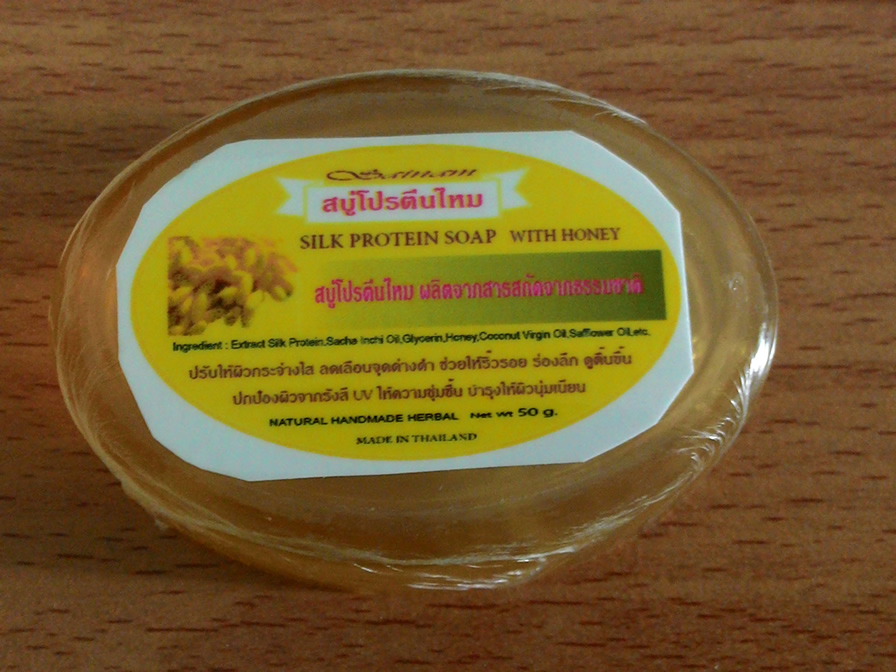 สบู่โปรตีนไหม
SILK PROTEIN SOAP WITH HONEY
สบู่โปรตีนไหม ผลิตจากสารสกัดจากธรรมชาติ
Ingredient : Extract Silk Protein,Sacha Inchi Oil,Glycerin,Honey,Coconut Virgin Oil,Safflower Oil,etc.
ปรับให้ผิวกระจ่างใส ลดเลือนจุดด่างดำ ช่วยให้ริ้วรอย ร่องลึก ดูตื้นขึ้น
ปกป้องผิวจากรังสี UV ให้ความชุ่มชื้น บำรุงให้ผิวนุ่มเนียน
NATURAL HANDMADE HERBAL Net wt 50 g.
MADE IN THAILAND